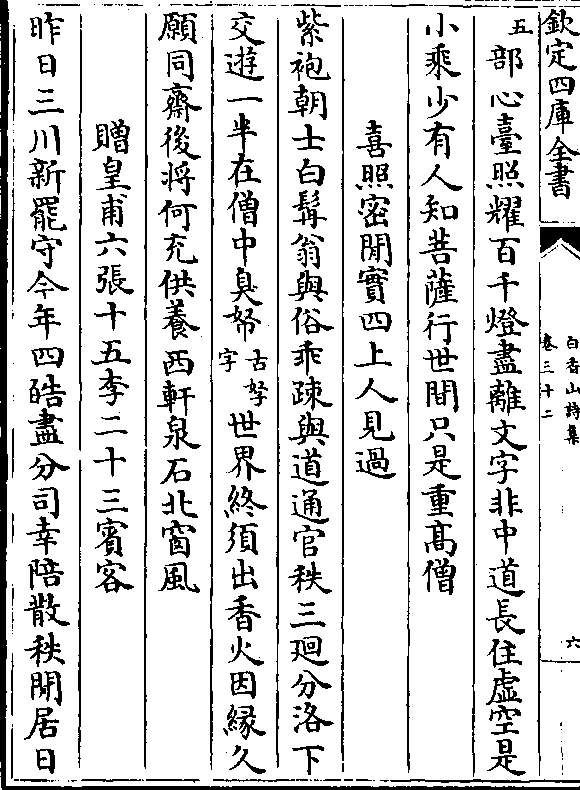 欽定四庫全書
白香山詩集
卷三十二
六
五部心臺照耀百千燈盡離文字非中道長住虛空是
小乘少有人知菩薩行世間只是重髙僧
喜照密閒實四上人見過
紫袍朝士白髯翁與俗乖疎與道通官秩三廻分洛下
交逰一半在僧中臭帑古孥字世界終須出香火因縁久
願同齋後將何充供養西軒泉石北窗風
贈皇甫六張十五李二十三賓客
昨日三川新罷守今年四皓盡分司幸陪散秩閒居日